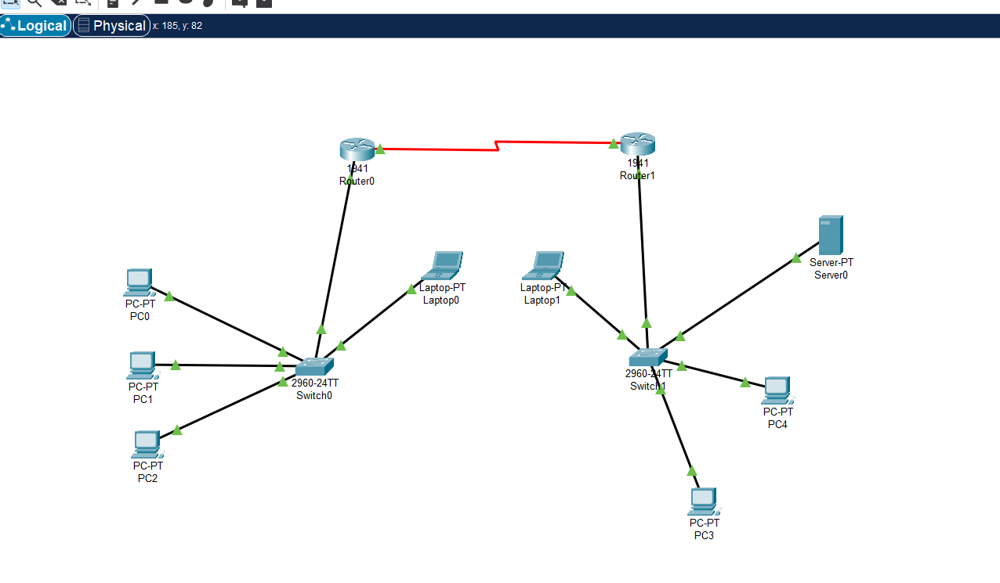 Logical
Physical
x: 185, y: 82
1941
Router0
1941
Router1
Server-PT
Server0
Laptop-PT
Laptop0
Laptop-PT
Laptop1
PC-PT
PC0
2960-24TT
Switch0
2960-24TT
Switch1
PC-PT
PC1
PC-PT
PC4
PC-PT
PC2
PC-PT
PC3